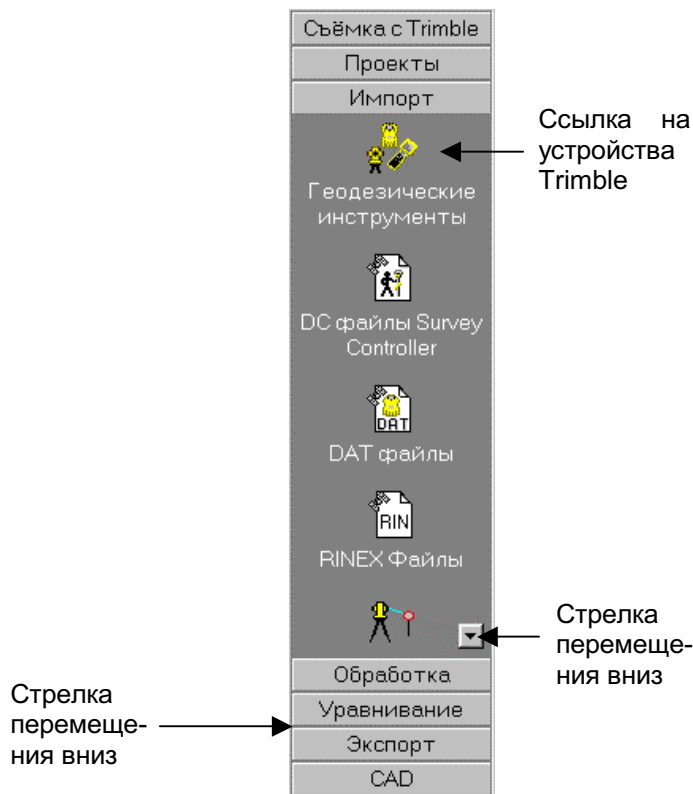 Съёмка с Trimble
Проекты
Импорт
Ссылка на
устройства
Trimble
Геодезические
инструменты
DC файлы Survey
Controller
DAT
DAT файлы
RIN
RINEX Файлы
Стрелка
перемеще-
ния вниз
Обработка
Уравнивание
Экспорт
CAD
Стрелка
перемеще-
ния вниз